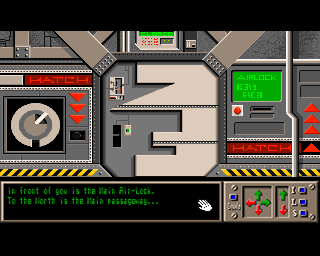 HATCH
AIRLOCK
HATCH
In front of you is the Main Air-Lock.
To the North is the Main passageway...
I
L
S